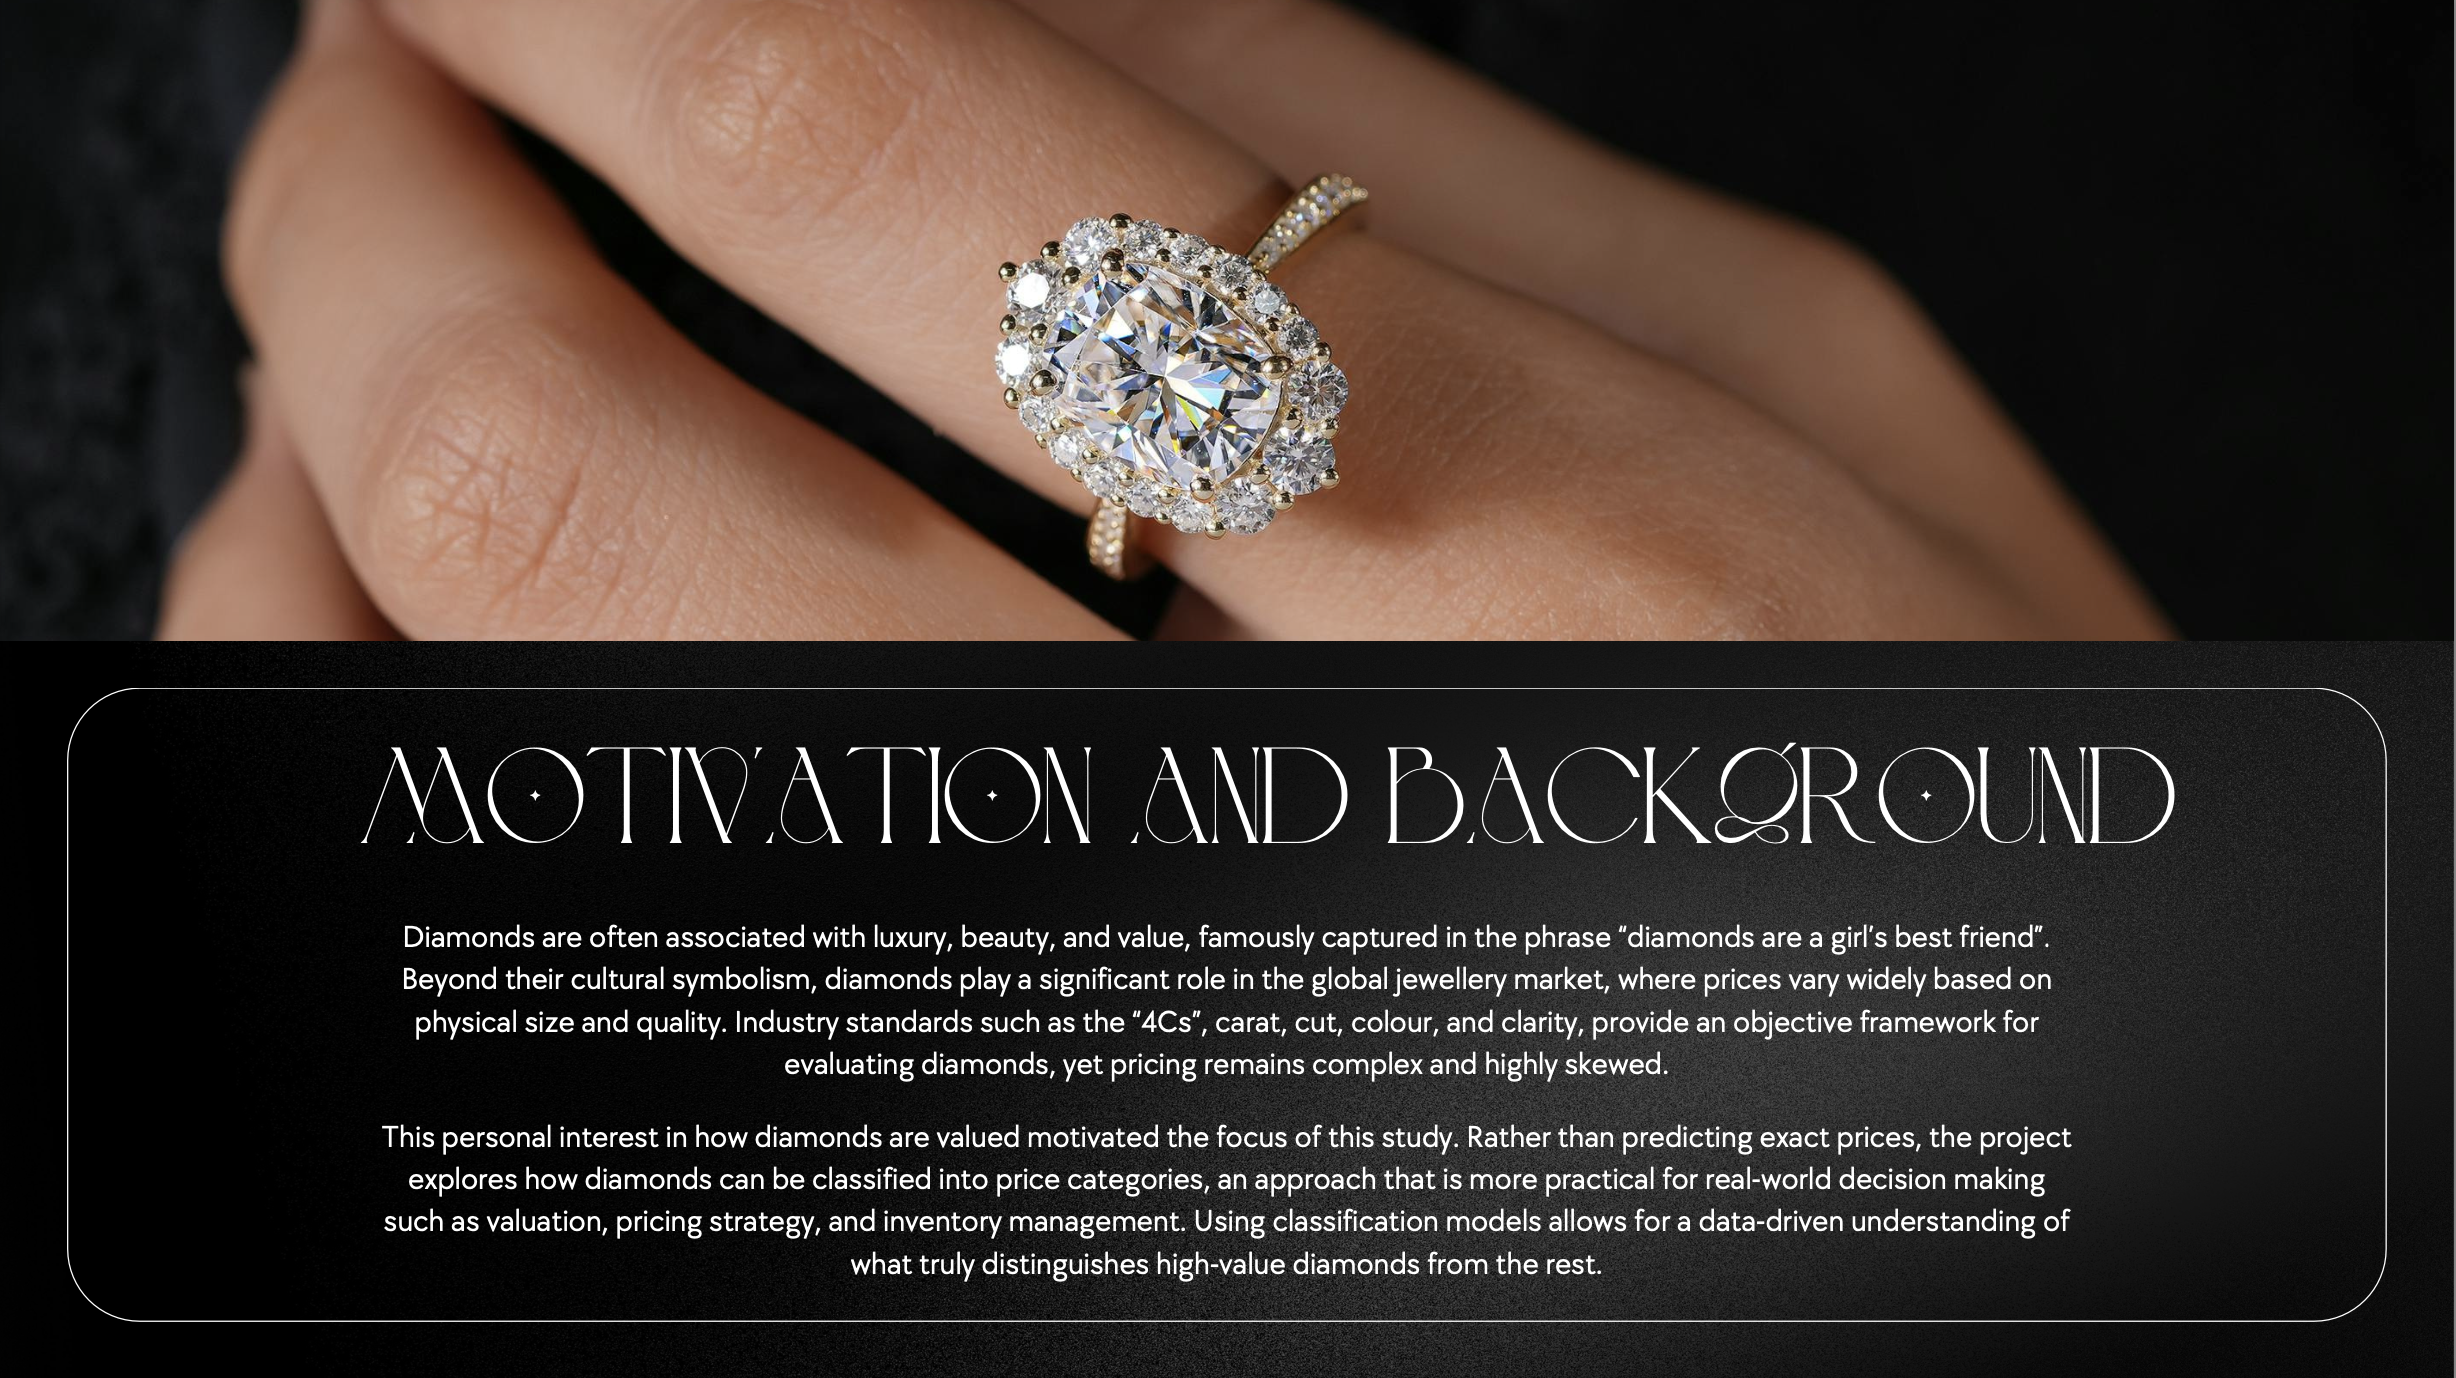 MOTIVATION AND BACKGROUND
Diamonds are often associated with luxury, beauty, and value, famously captured in the phrase “diamonds are a girl’s best friend”.
Beyond their cultural symbolism, diamonds play a significant role in the global jewellery market, where prices vary widely based on
physical size and quality. Industry standards such as the “4Cs”, carat, cut, colour, and clarity, provide an objective framework for
evaluating diamonds, yet pricing remains complex and highly skewed.
This personal interest in how diamonds are valued motivated the focus of this study. Rather than predicting exact prices, the project
explores how diamonds can be classified into price categories, an approach that is more practical for real-world decision making
such as valuation, pricing strategy, and inventory management. Using classification models allows for a data-driven understanding of
what truly distinguishes high-value diamonds from the rest.